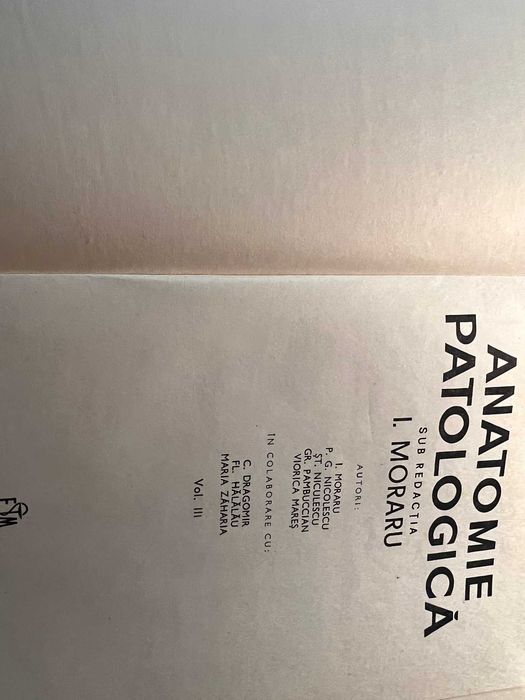 ANATOMIE
PATOLOGICĂ
SUB REDACȚIA
I. MORARU
AUTORI:
I. MORARU
P. G. NICOLESCU
ȘT. NICULESCU
GR. PAMBUCCIAN
VIORICA MAREȘ
ÎN COLABORARE CU:
C. DRAGOMIR
FL. HĂLĂLĂU
MARIA ZAHARIA
Vol. III